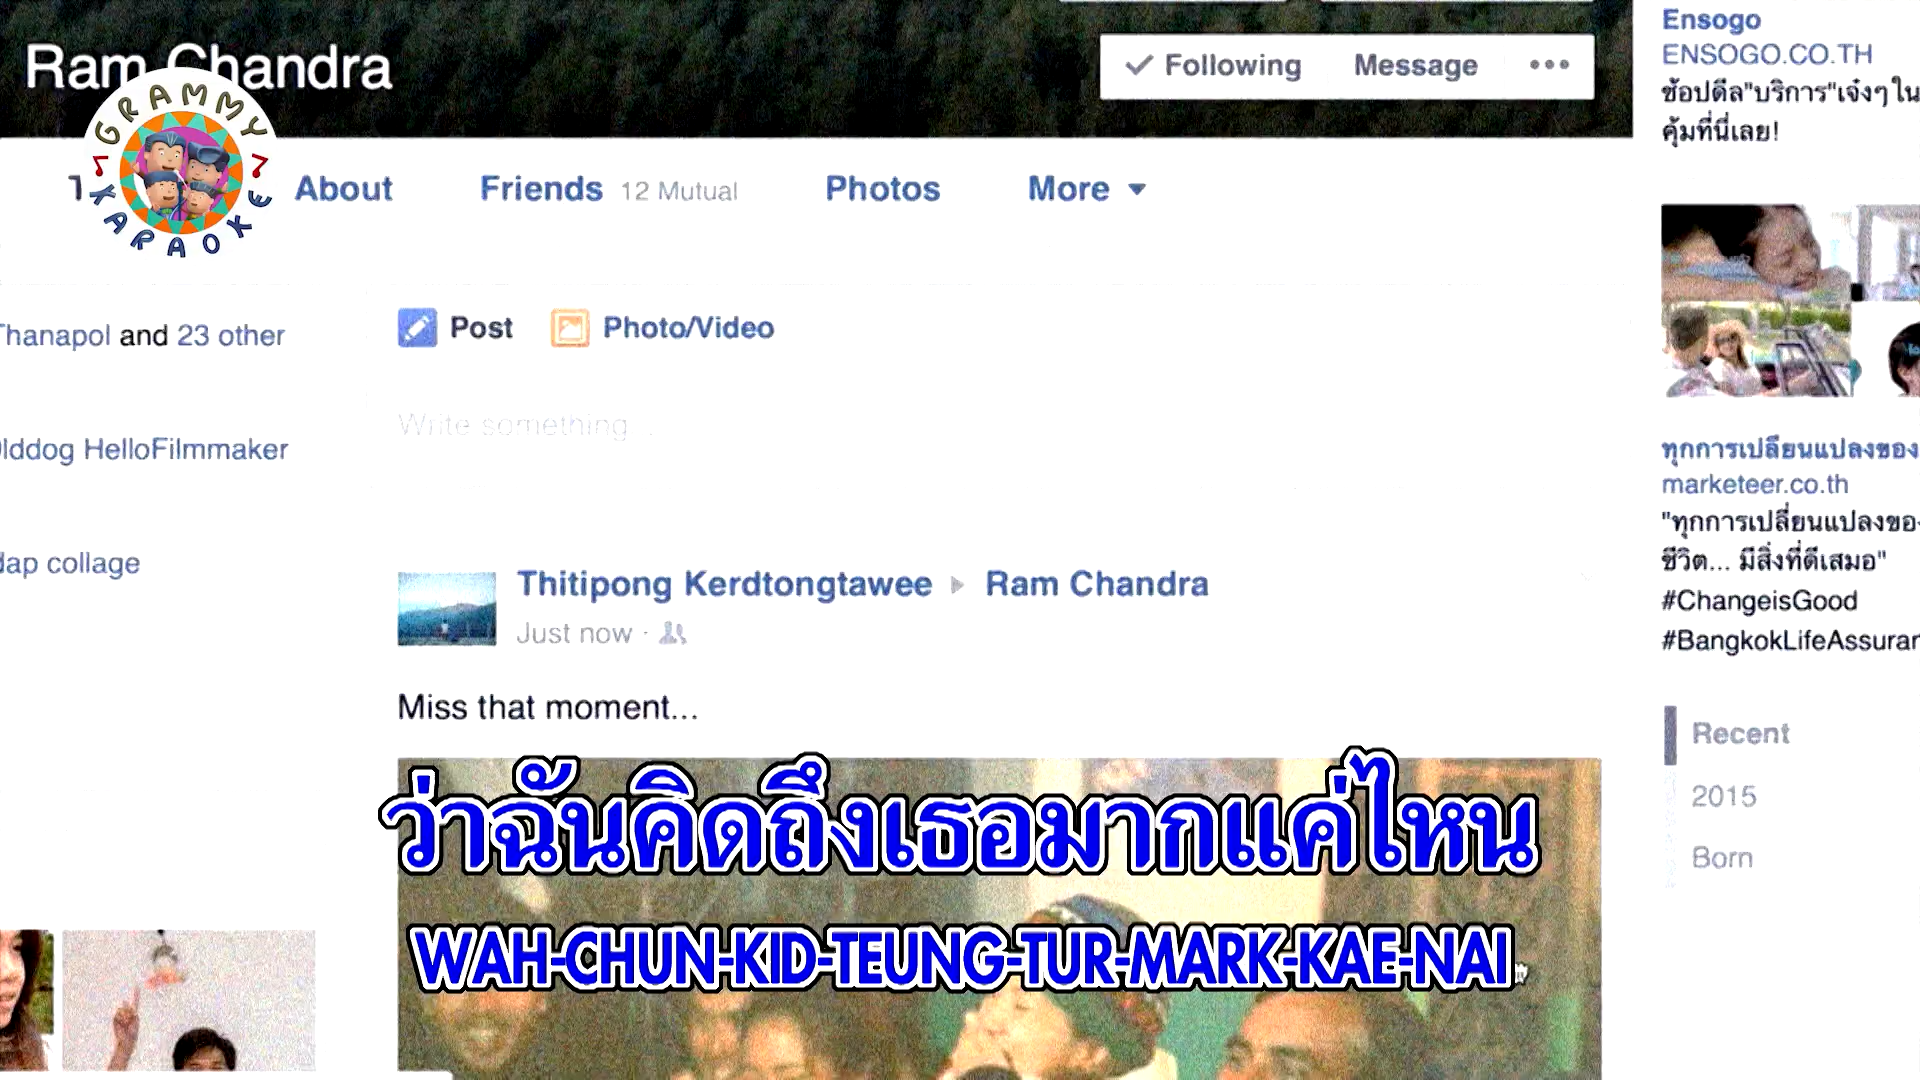 Ram Chandra
GRAMMY
KARAOKE
Following
Message
About
Friends 12 Mutual
Photos
More
Thanapol and 23 other
HelloFilmmaker
collage
Post
Photo/Video
Write something
Thitipong Kerdtongtawee
Ram Chandra
Just now
Miss that moment...
ว่าฉันคิดถึงเธอมากแค่ไหน
WAH-CHUN-KID-TEUNG-TUR-MARK-KAE-NAI
Ensogo
ENSOGO.CO.TH
ช้อปดีล"บริการ"เจ๋งๆ ใน
คุ้มที่นี่เลย!
ทุกการเปลี่ยนแปลงของ
marketeer.co.th
"ทุกการเปลี่ยนแปลงของ
ชีวิต... มีสิ่งที่ดีเสมอ"
#ChangeisGood
#BangkokLifeAssuran
Recent
2015
Born